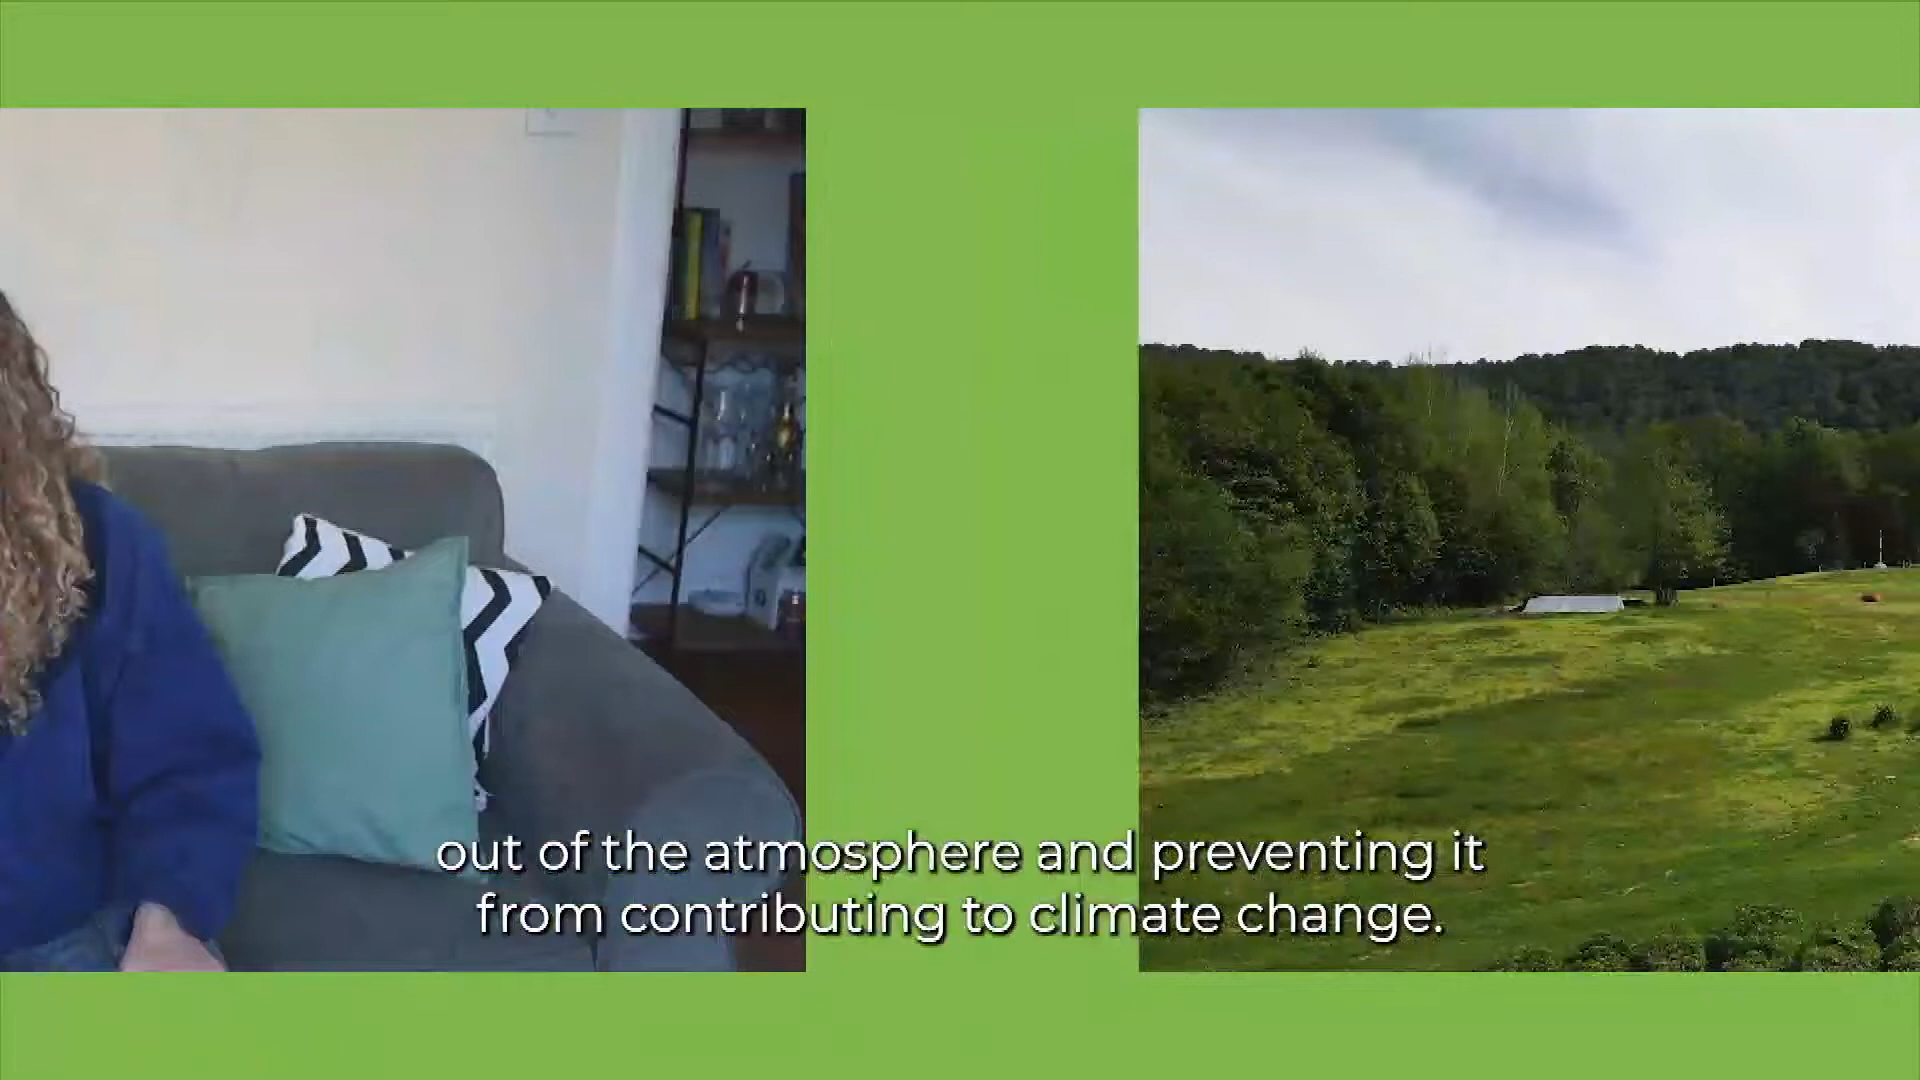 out of the atmosphere and preventing it
from contributing to climate change.